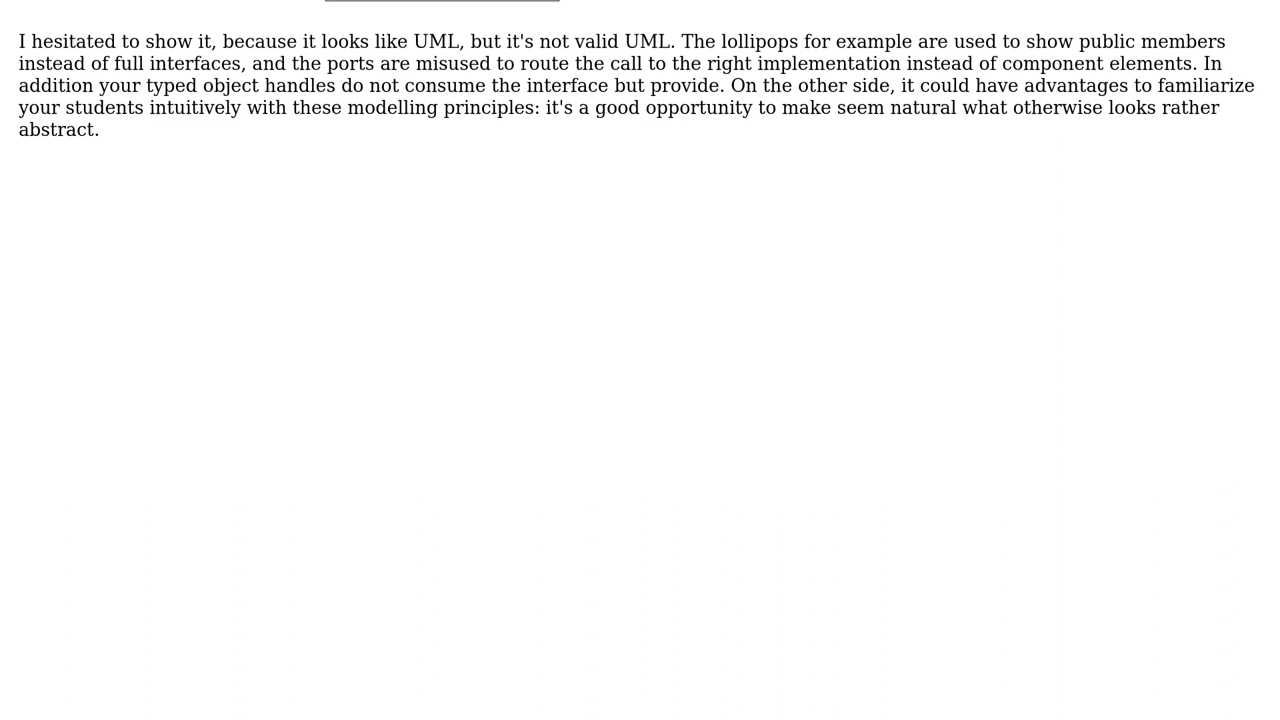 I hesitated to show it, because it looks like UML, but it's not valid UML. The lollipops for example are used to show public members
instead of full interfaces, and the ports are misused to route the call to the right implementation instead of component elements. In
addition your typed object handles do not consume the interface but provide. On the other side, it could have advantages to familiarize
your students intuitively with these modelling principles: it's a good opportunity to make seem natural what otherwise looks rather
abstract.